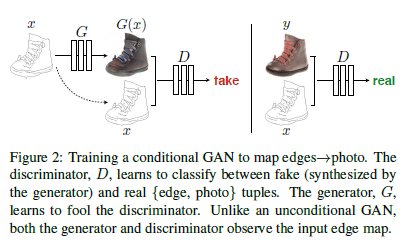 x G G(x) y
D D
fake real
x x
Figure 2: Training a conditional GAN to map edges→photo. The
discriminator, D, learns to classify between fake (synthesized by
the generator) and real {edge, photo} tuples. The generator, G,
learns to fool the discriminator. Unlike an unconditional GAN,
both the generator and discriminator observe the input edge map.